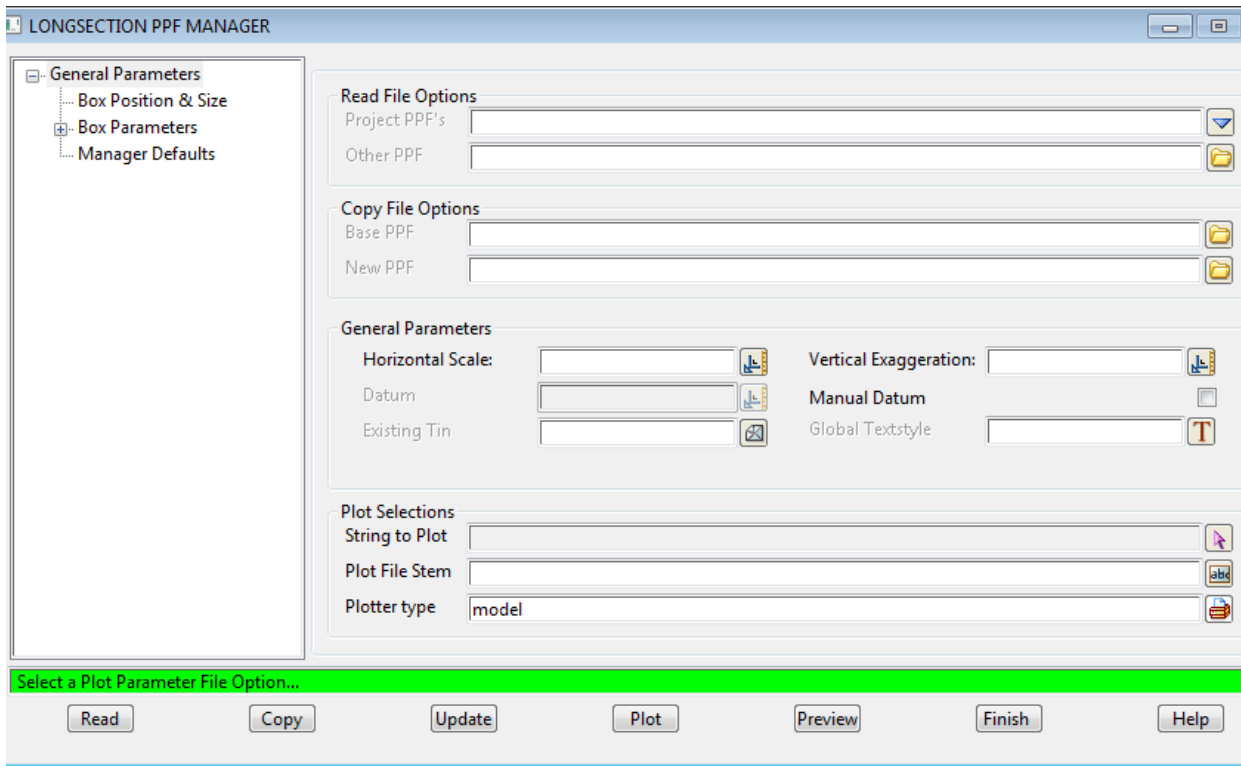 LONGSECTION PPF MANAGER
General Parameters
Box Position & Size
Box Parameters
Manager Defaults
Read File Options
Project PPF's
Other PPF
Copy File Options
Base PPF
New PPF
General Parameters
Horizontal Scale: Vertical Exaggeration:
Datum Manual Datum
Existing Tin Global Textstyle T
Plot Selections
String to Plot
Plot File Stem abc
Plotter type model
Select a Plot Parameter File Option...
Read Copy Update Plot Preview Finish Help